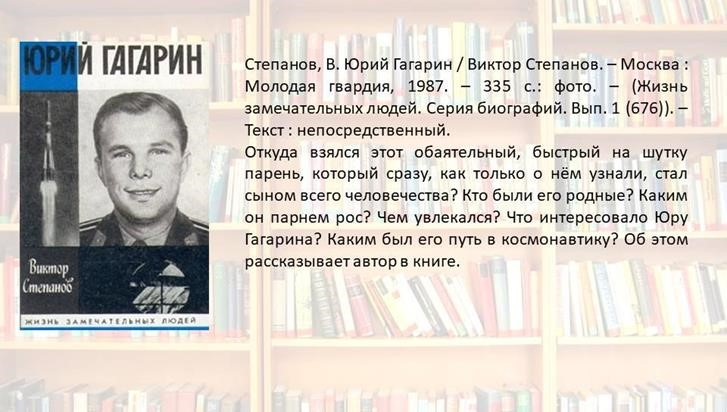 ЮРИЙ ГАГАРИН
Виктор
Степанов
ЖИЗНЬ ЗАМЕЧАТЕЛЬНЫХ ЛЮДЕЙ
Степанов, В. Юрий Гагарин / Виктор Степанов. – Москва :
Молодая гвардия, 1987. – 335 с.: фото. – (Жизнь
замечательных людей. Серия биографий. Вып. 1 (676)). –
Текст : непосредственный.
Откуда взялся этот обаятельный, быстрый на шутку
парень, который сразу, как только о нём узнали, стал
сыном всего человечества? Кто были его родные? Каким
он парнем рос? Чем увлекался? Что интересовало Юру
Гагарина? Каким был его путь в космонавтику? Об этом
рассказывает автор в книге.